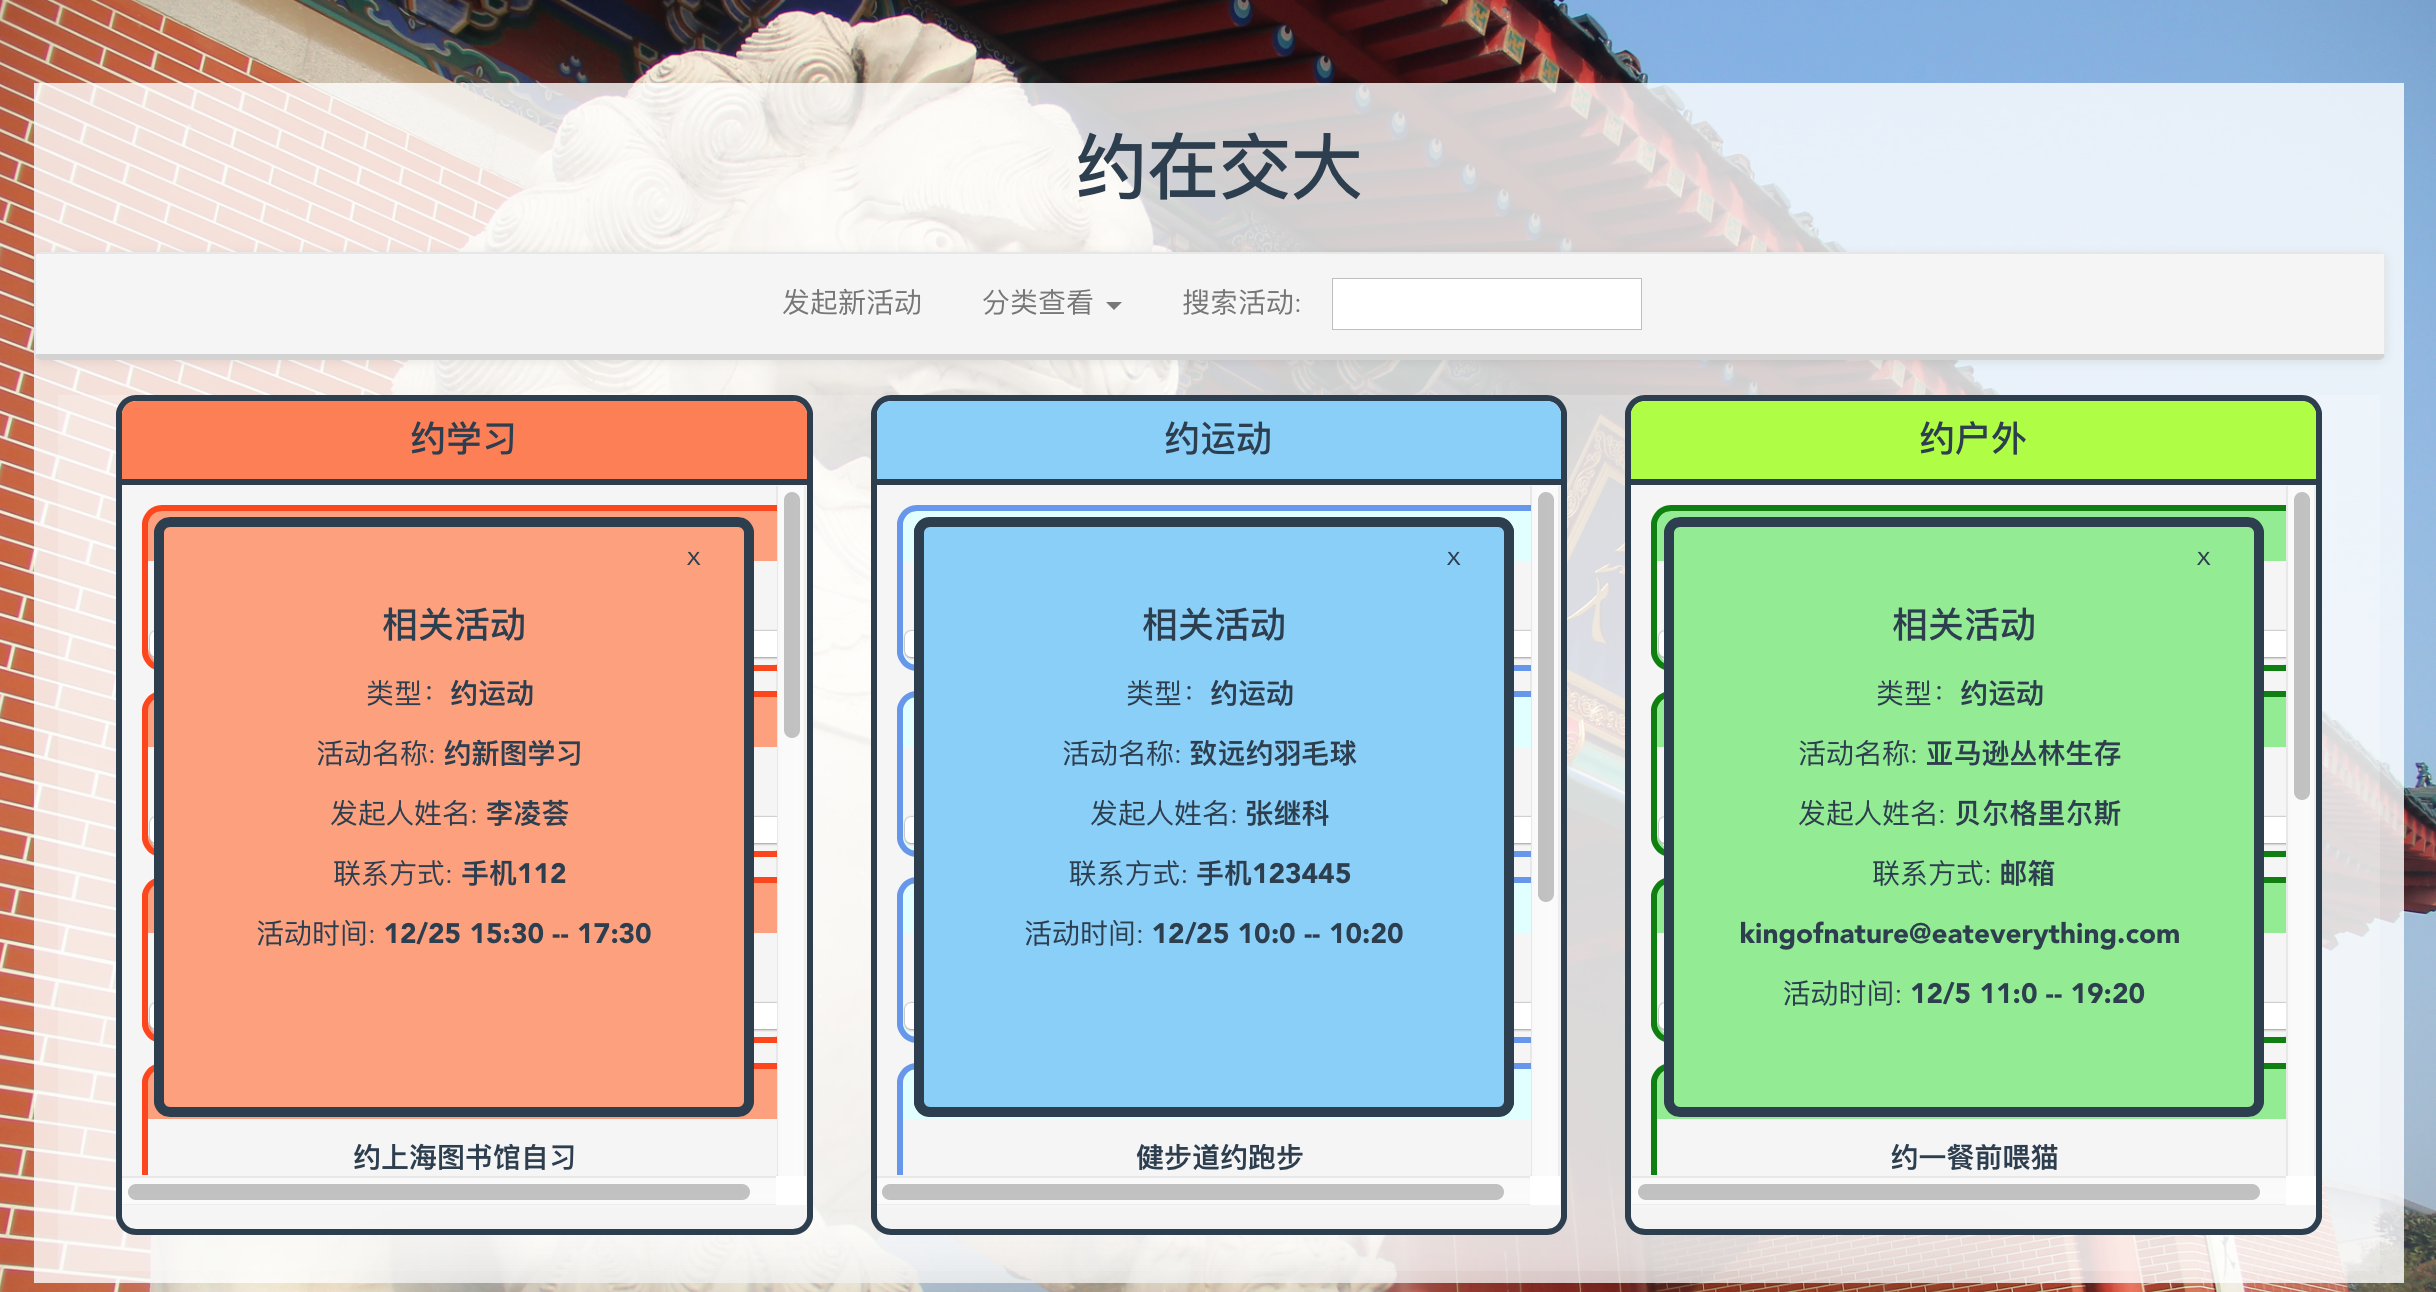 约在交大
发起新活动
分类查看
搜索活动:
约学习
x
相关活动
类型：约运动
活动名称: 约新图学习
发起人姓名: 李凌荟
联系方式: 手机112
活动时间: 12/25 15:30 -- 17:30
约上海图书馆自习
约运动
x
相关活动
类型：约运动
活动名称: 致远约羽毛球
发起人姓名: 张继科
联系方式: 手机123445
活动时间: 12/25 10:0 -- 10:20
健步道约跑步
约户外
x
相关活动
类型：约运动
活动名称: 亚马逊丛林生存
发起人姓名: 贝尔格里尔斯
联系方式: 邮箱
kingofnature@eateverything.com
活动时间: 12/5 11:0 -- 19:20
约一餐前喂猫